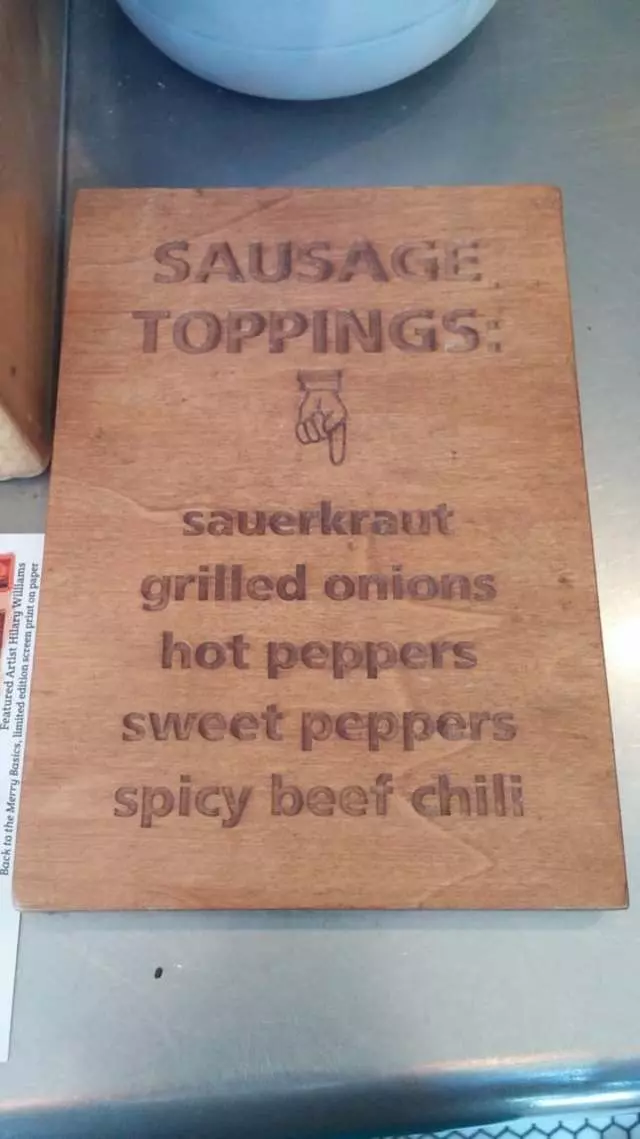 SAUSAGE
TOPPINGS:
sauerkraut
grilled onions
hot peppers
sweet peppers
spicy beef chili
Featured Artist Hilary Williams
Back to the Merry Basics, limited edition screen print on paper